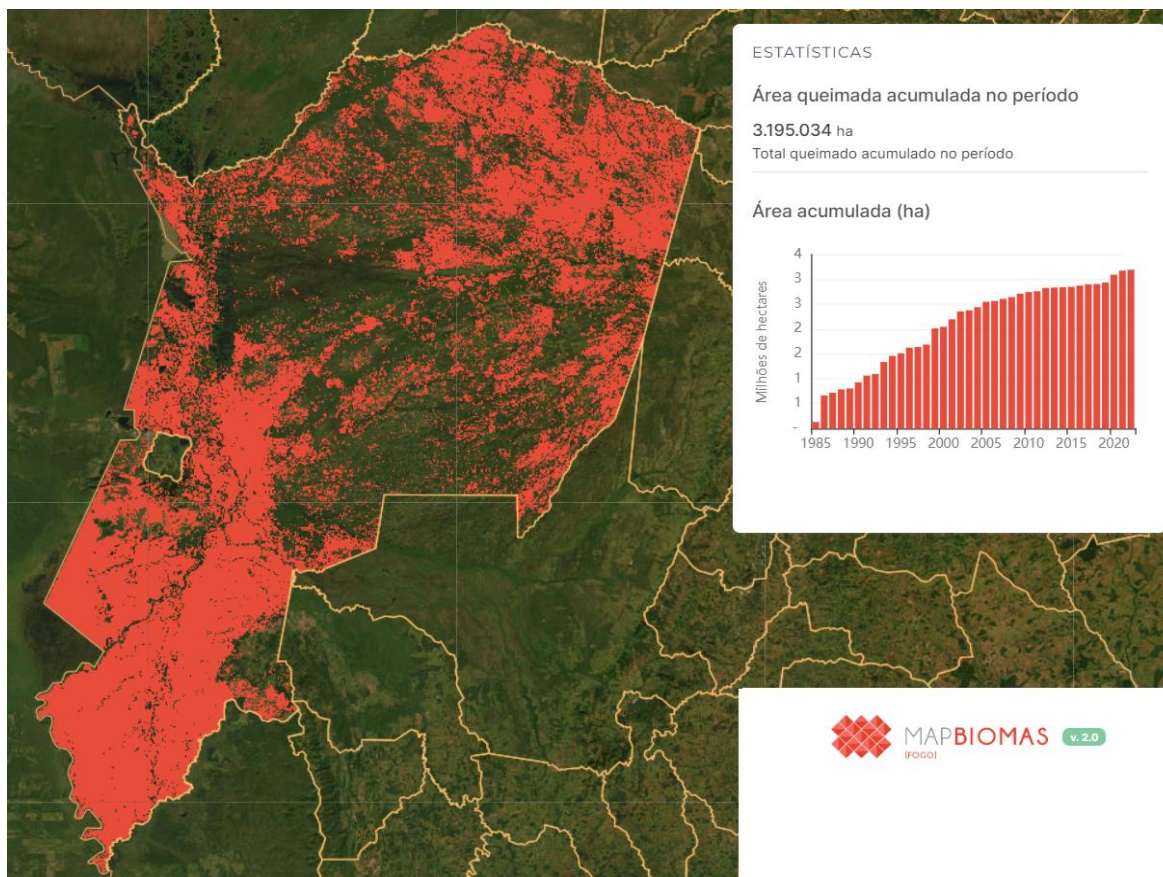 ESTATÍSTICAS
Área queimada acumulada no período
3.195.034 ha
Total queimado acumulado no período
Área acumulada (ha)
Milhões de hectares
4
3
3
2
2
1
1
-
1985 1990 1995 2000 2005 2010 2015 2020
MAPBIOMAS v. 2.0
[FOGO]